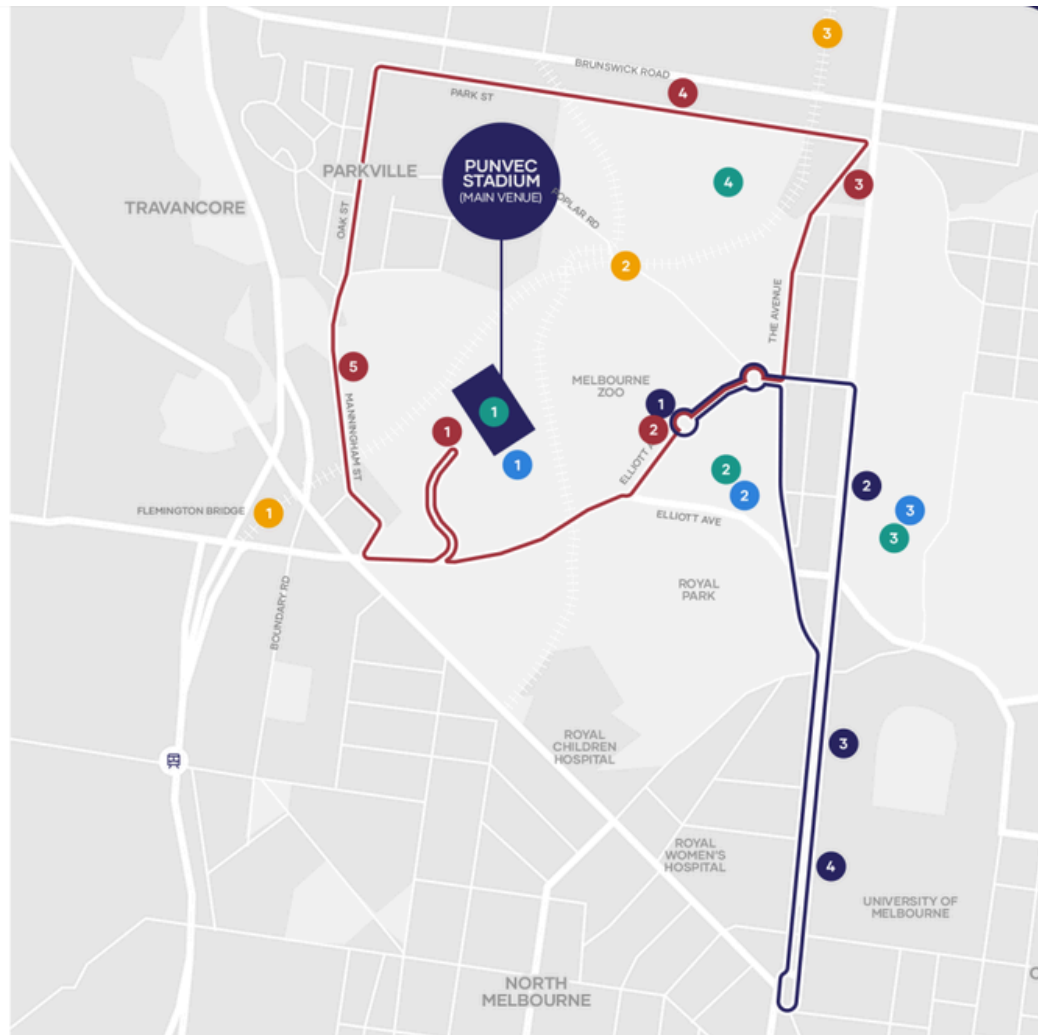 3
BRUNSWICK ROAD
4
PARK ST
PUNVEC
STADIUM
(MAIN VENUE)
PARKVILLE
4
3
TRAVANCORE
OAK ST
POPLAR RD
2
THE AVENUE
5
MELBOURNE
ZOO
1
1
2
1
MANNINGHAM ST
ELLIOTT A
1
2
2
2
3
3
FLEMINGTON BRIDGE
1
ELLIOTT AVE
BOUNDARY RD
ROYAL
PARK
ROYAL
CHILDREN
HOSPITAL
3
ROYAL
WOMEN'S
HOSPITAL
4
UNIVERSITY OF
MELBOURNE
NORTH
MELBOURNE
C